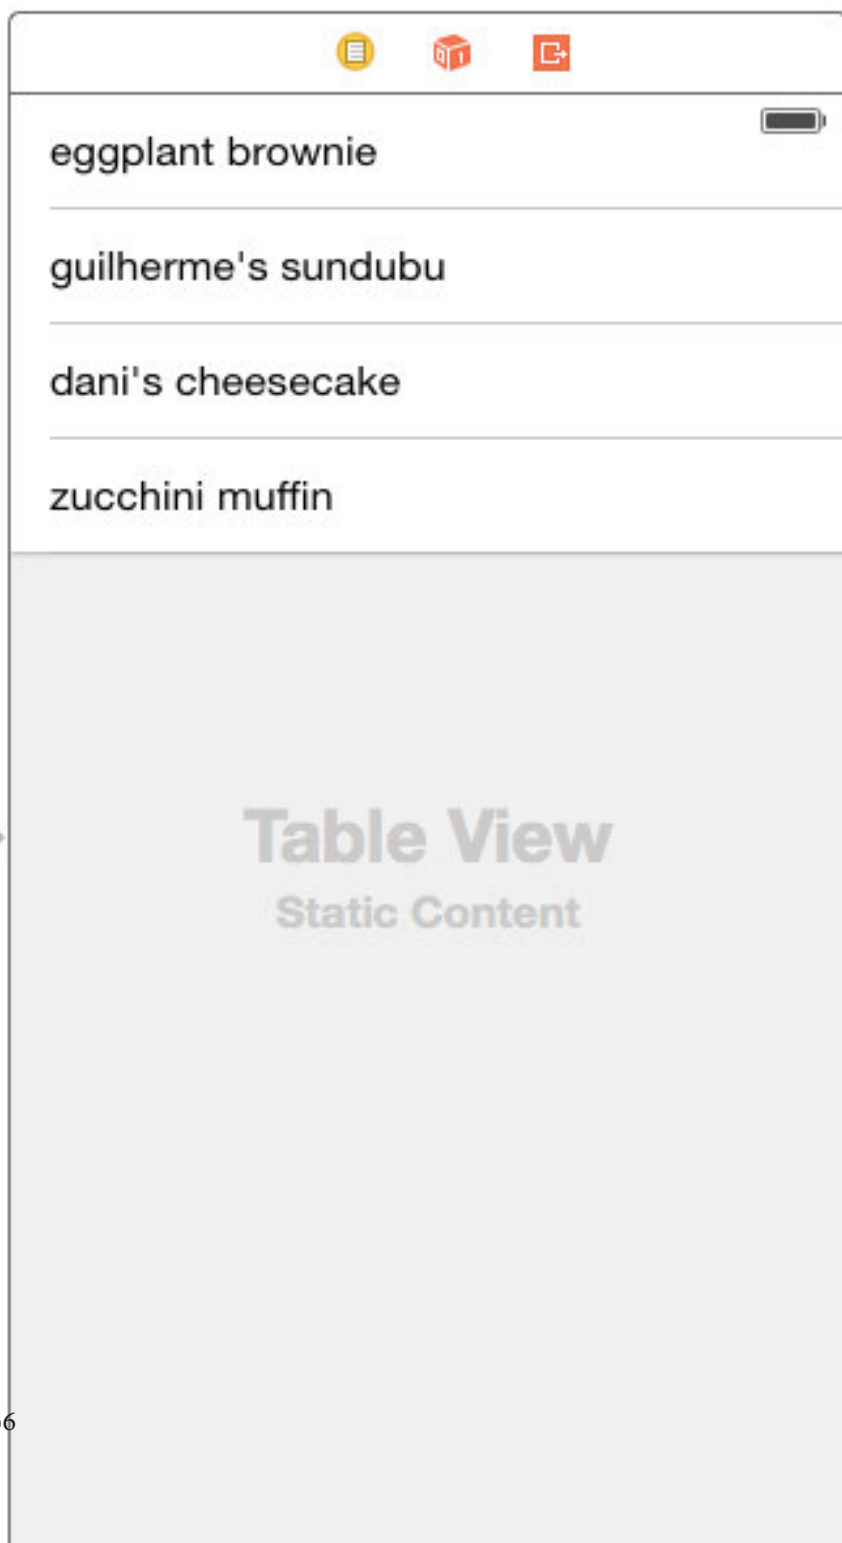 eggplant brownie
guilherme's sundubu
dani's cheesecake
zucchini muffin
Table View
Static Content